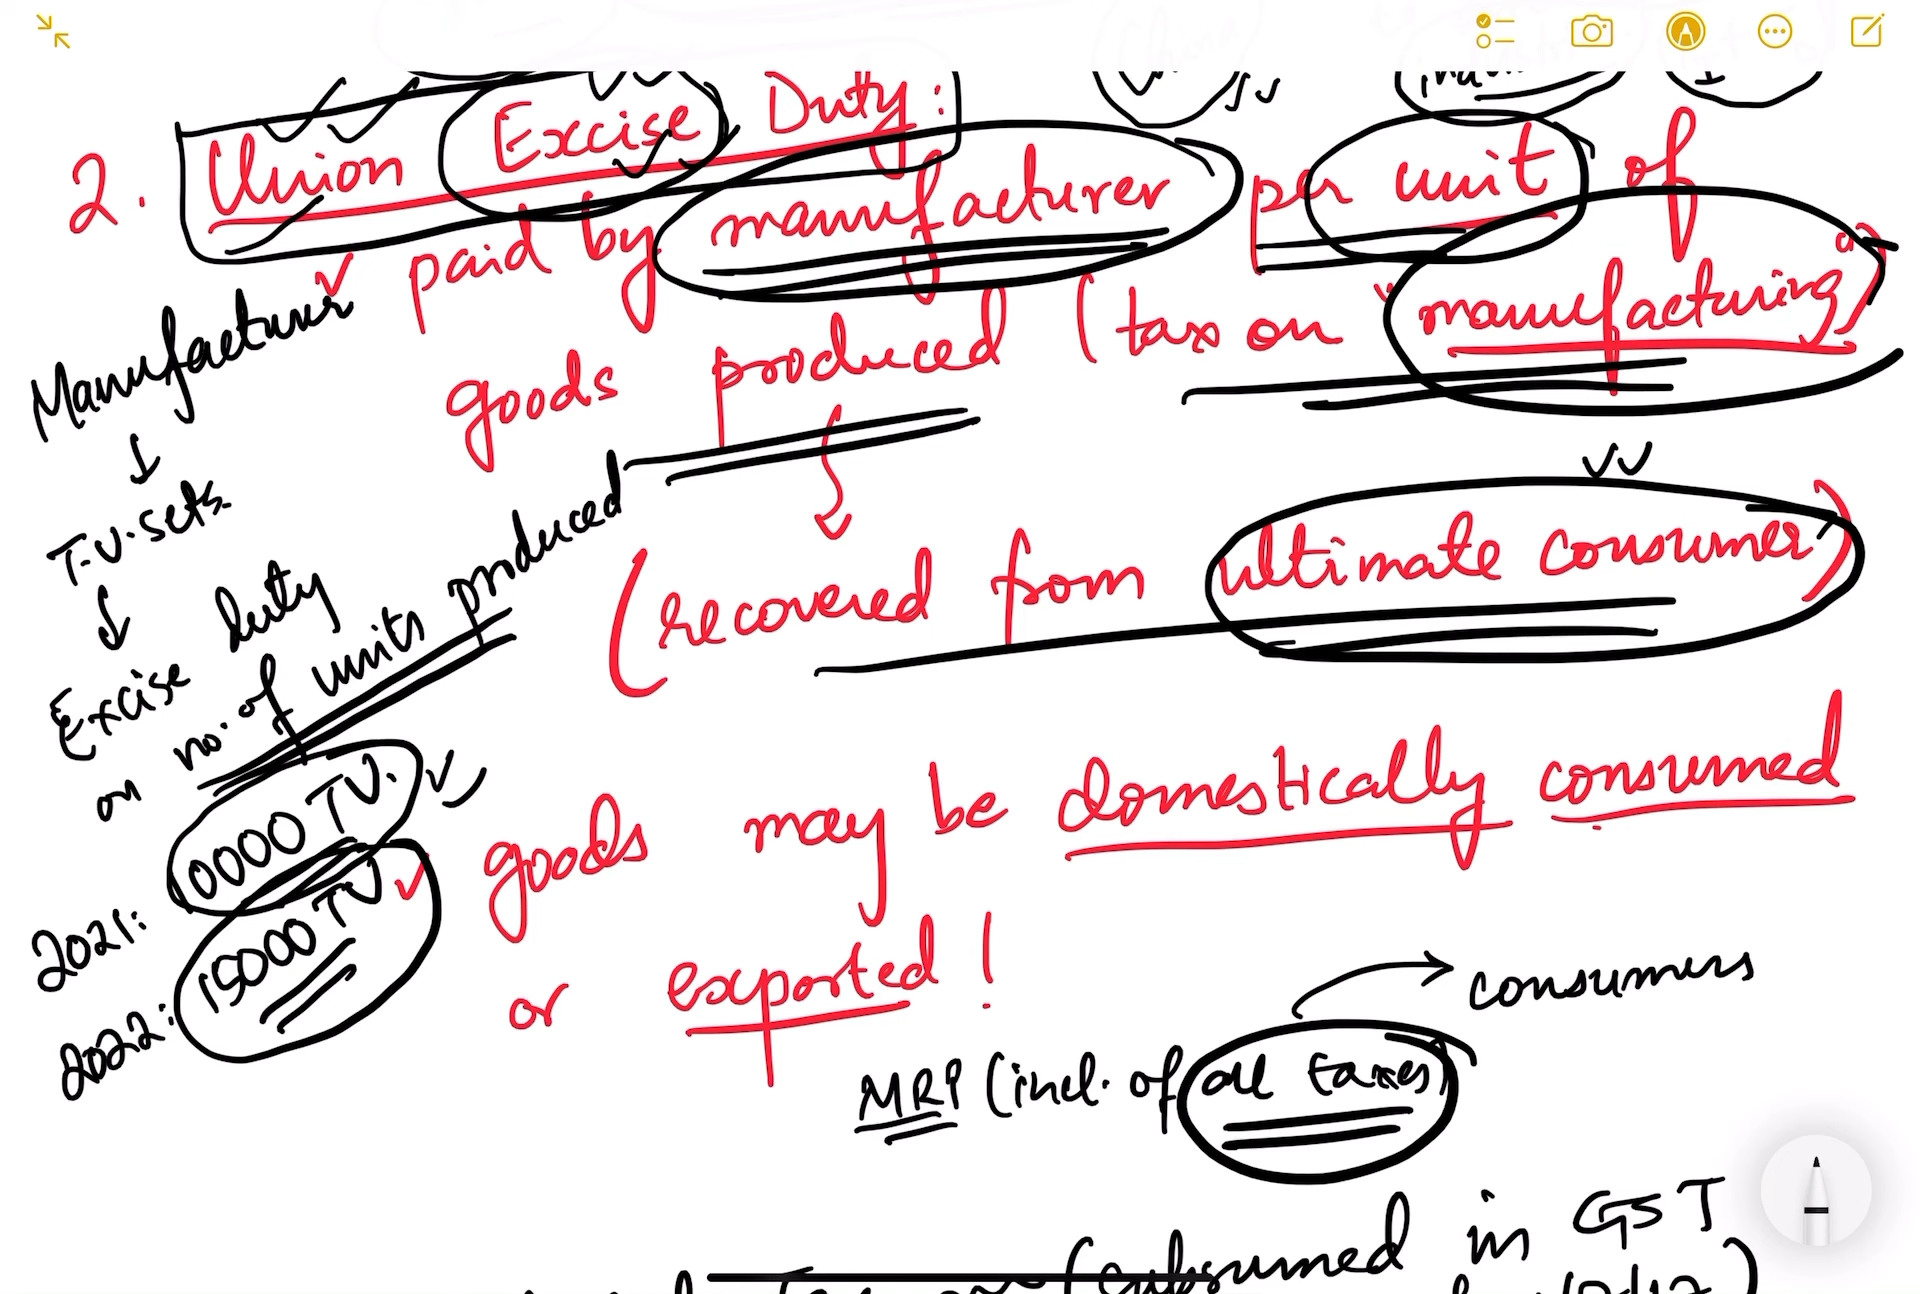 2. Union Excise Duty:
paid by manufacturer per unit of
goods produced (tax on "manufacturing")
(recovered from ultimate consumer)
goods may be domestically consumed
or exported!
Manufacturer
T.V. sets
Excise duty
on no. of units produced
2021: 10000 TV.
2022: 15000 TV
consumers
MRP (incl. of all taxes)
(subsumed in GST